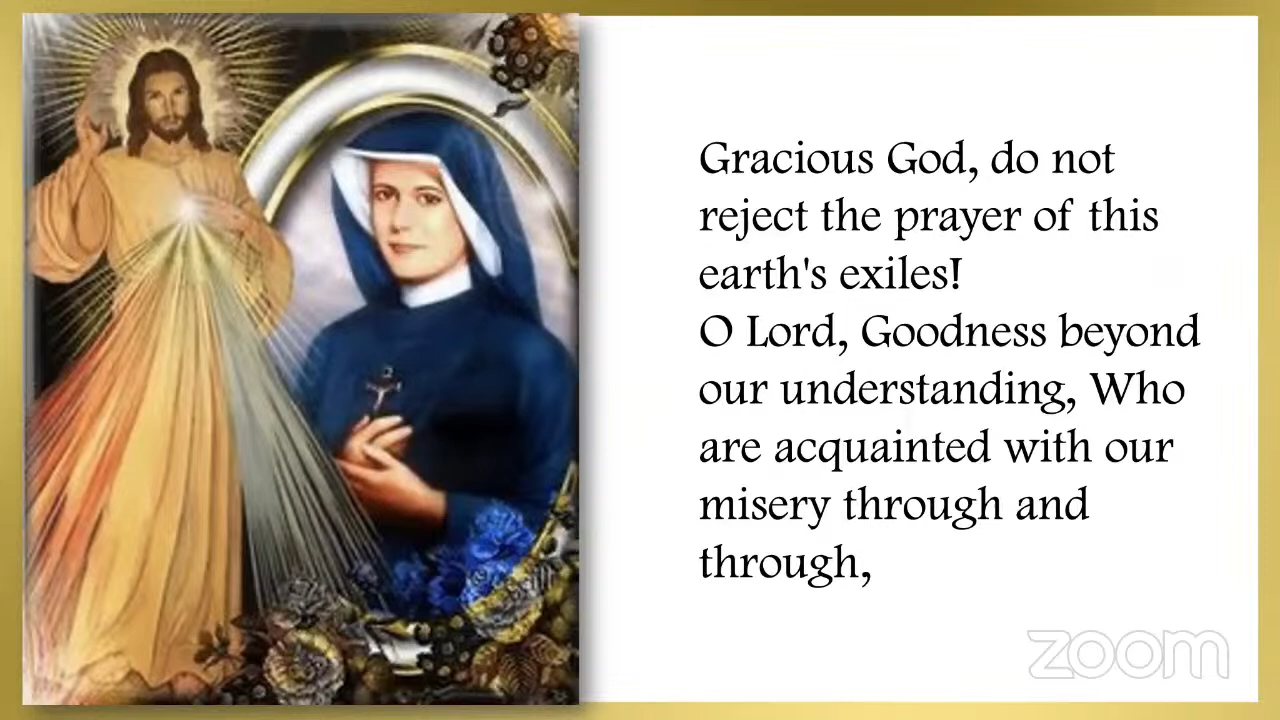 Gracious God, do not
reject the prayer of this
earth's exiles!
O Lord, Goodness beyond
our understanding, Who
are acquainted with our
misery through and
through,
zoom